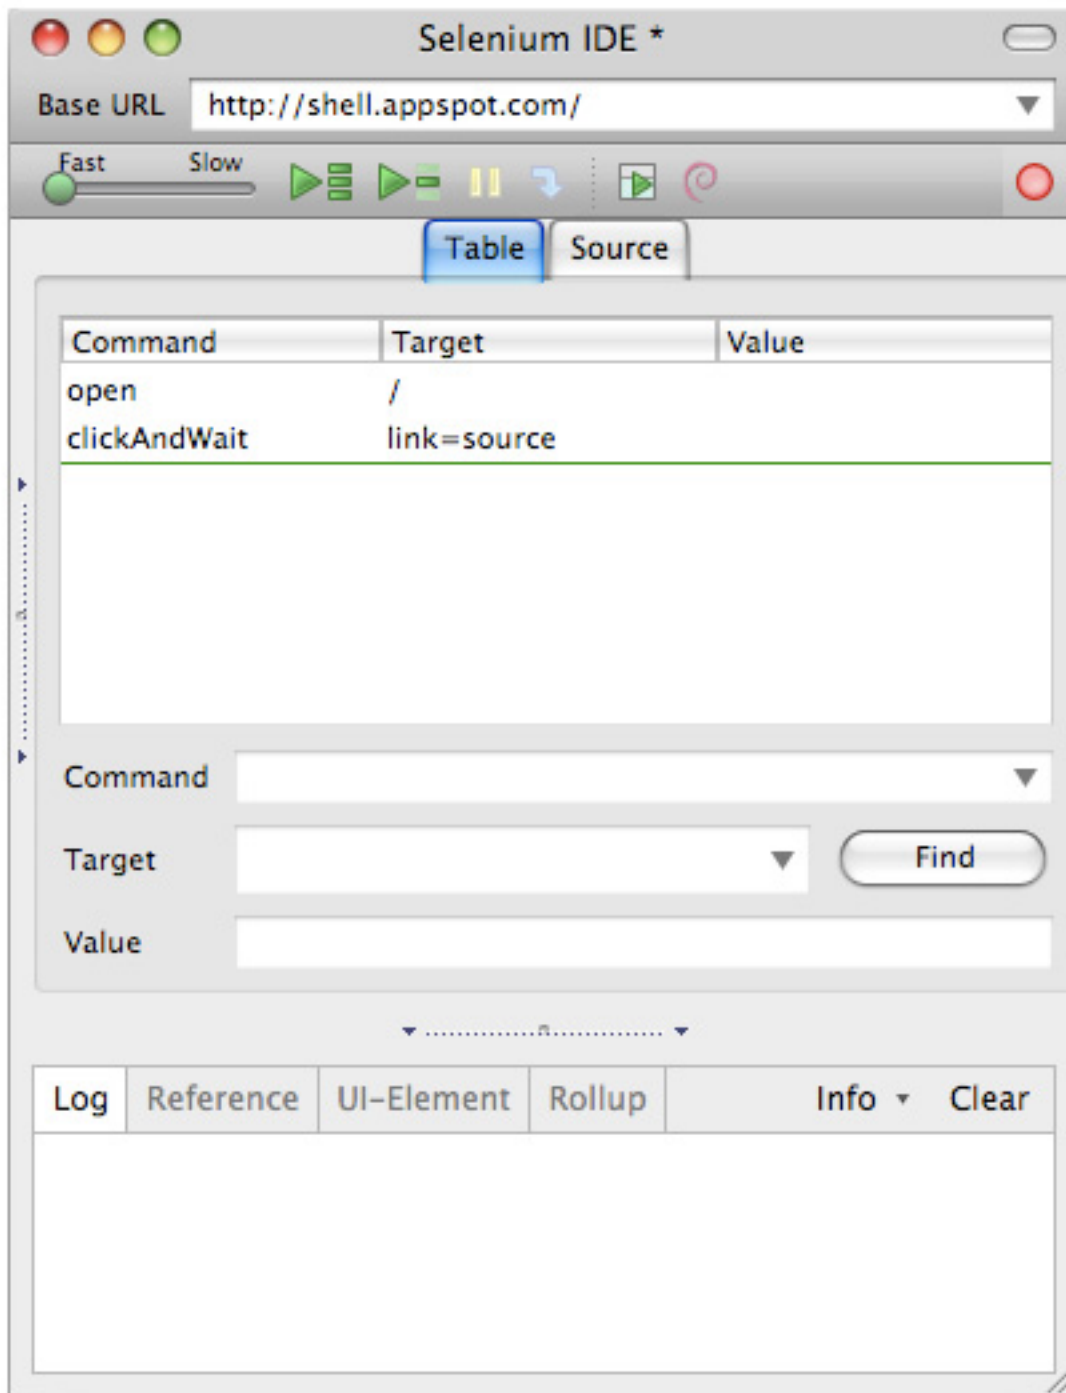 Selenium IDE *
Base URL http://shell.appspot.com/
Fast Slow
Table Source
Command Target Value
open /
clickAndWait link=source
Command
Target Find
Value
Log Reference UI-Element Rollup Info Clear